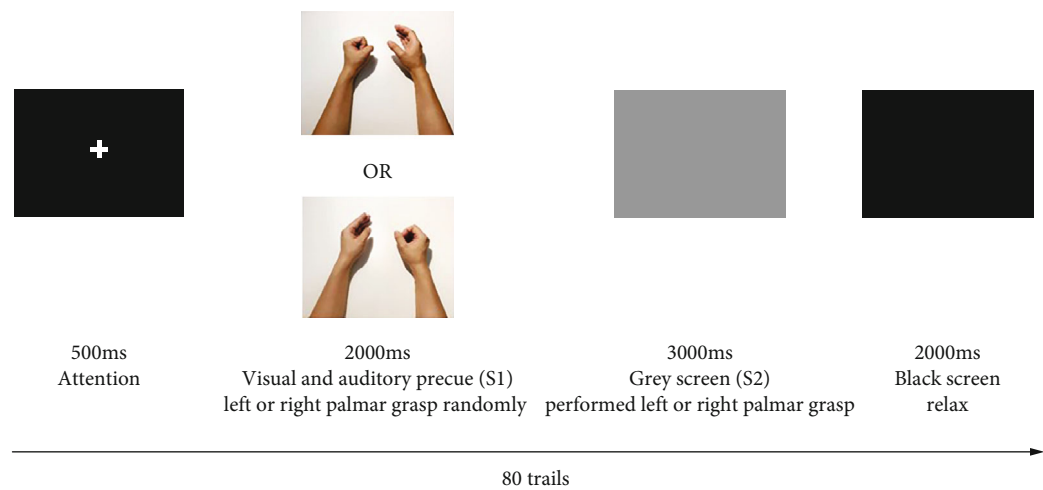 OR
500ms
Attention
2000ms
Visual and auditory precue (S1)
left or right palmar grasp randomly
3000ms
Grey screen (S2)
performed left or right palmar grasp
2000ms
Black screen
relax
80 trails